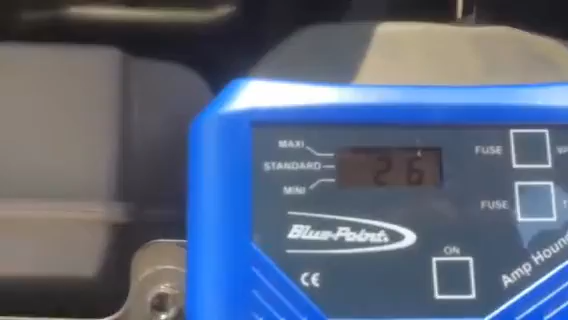 MAXI
STANDARD
MINI
26
FUSE
FUSE
Blue-Point.
ON
CE
Amp Hound